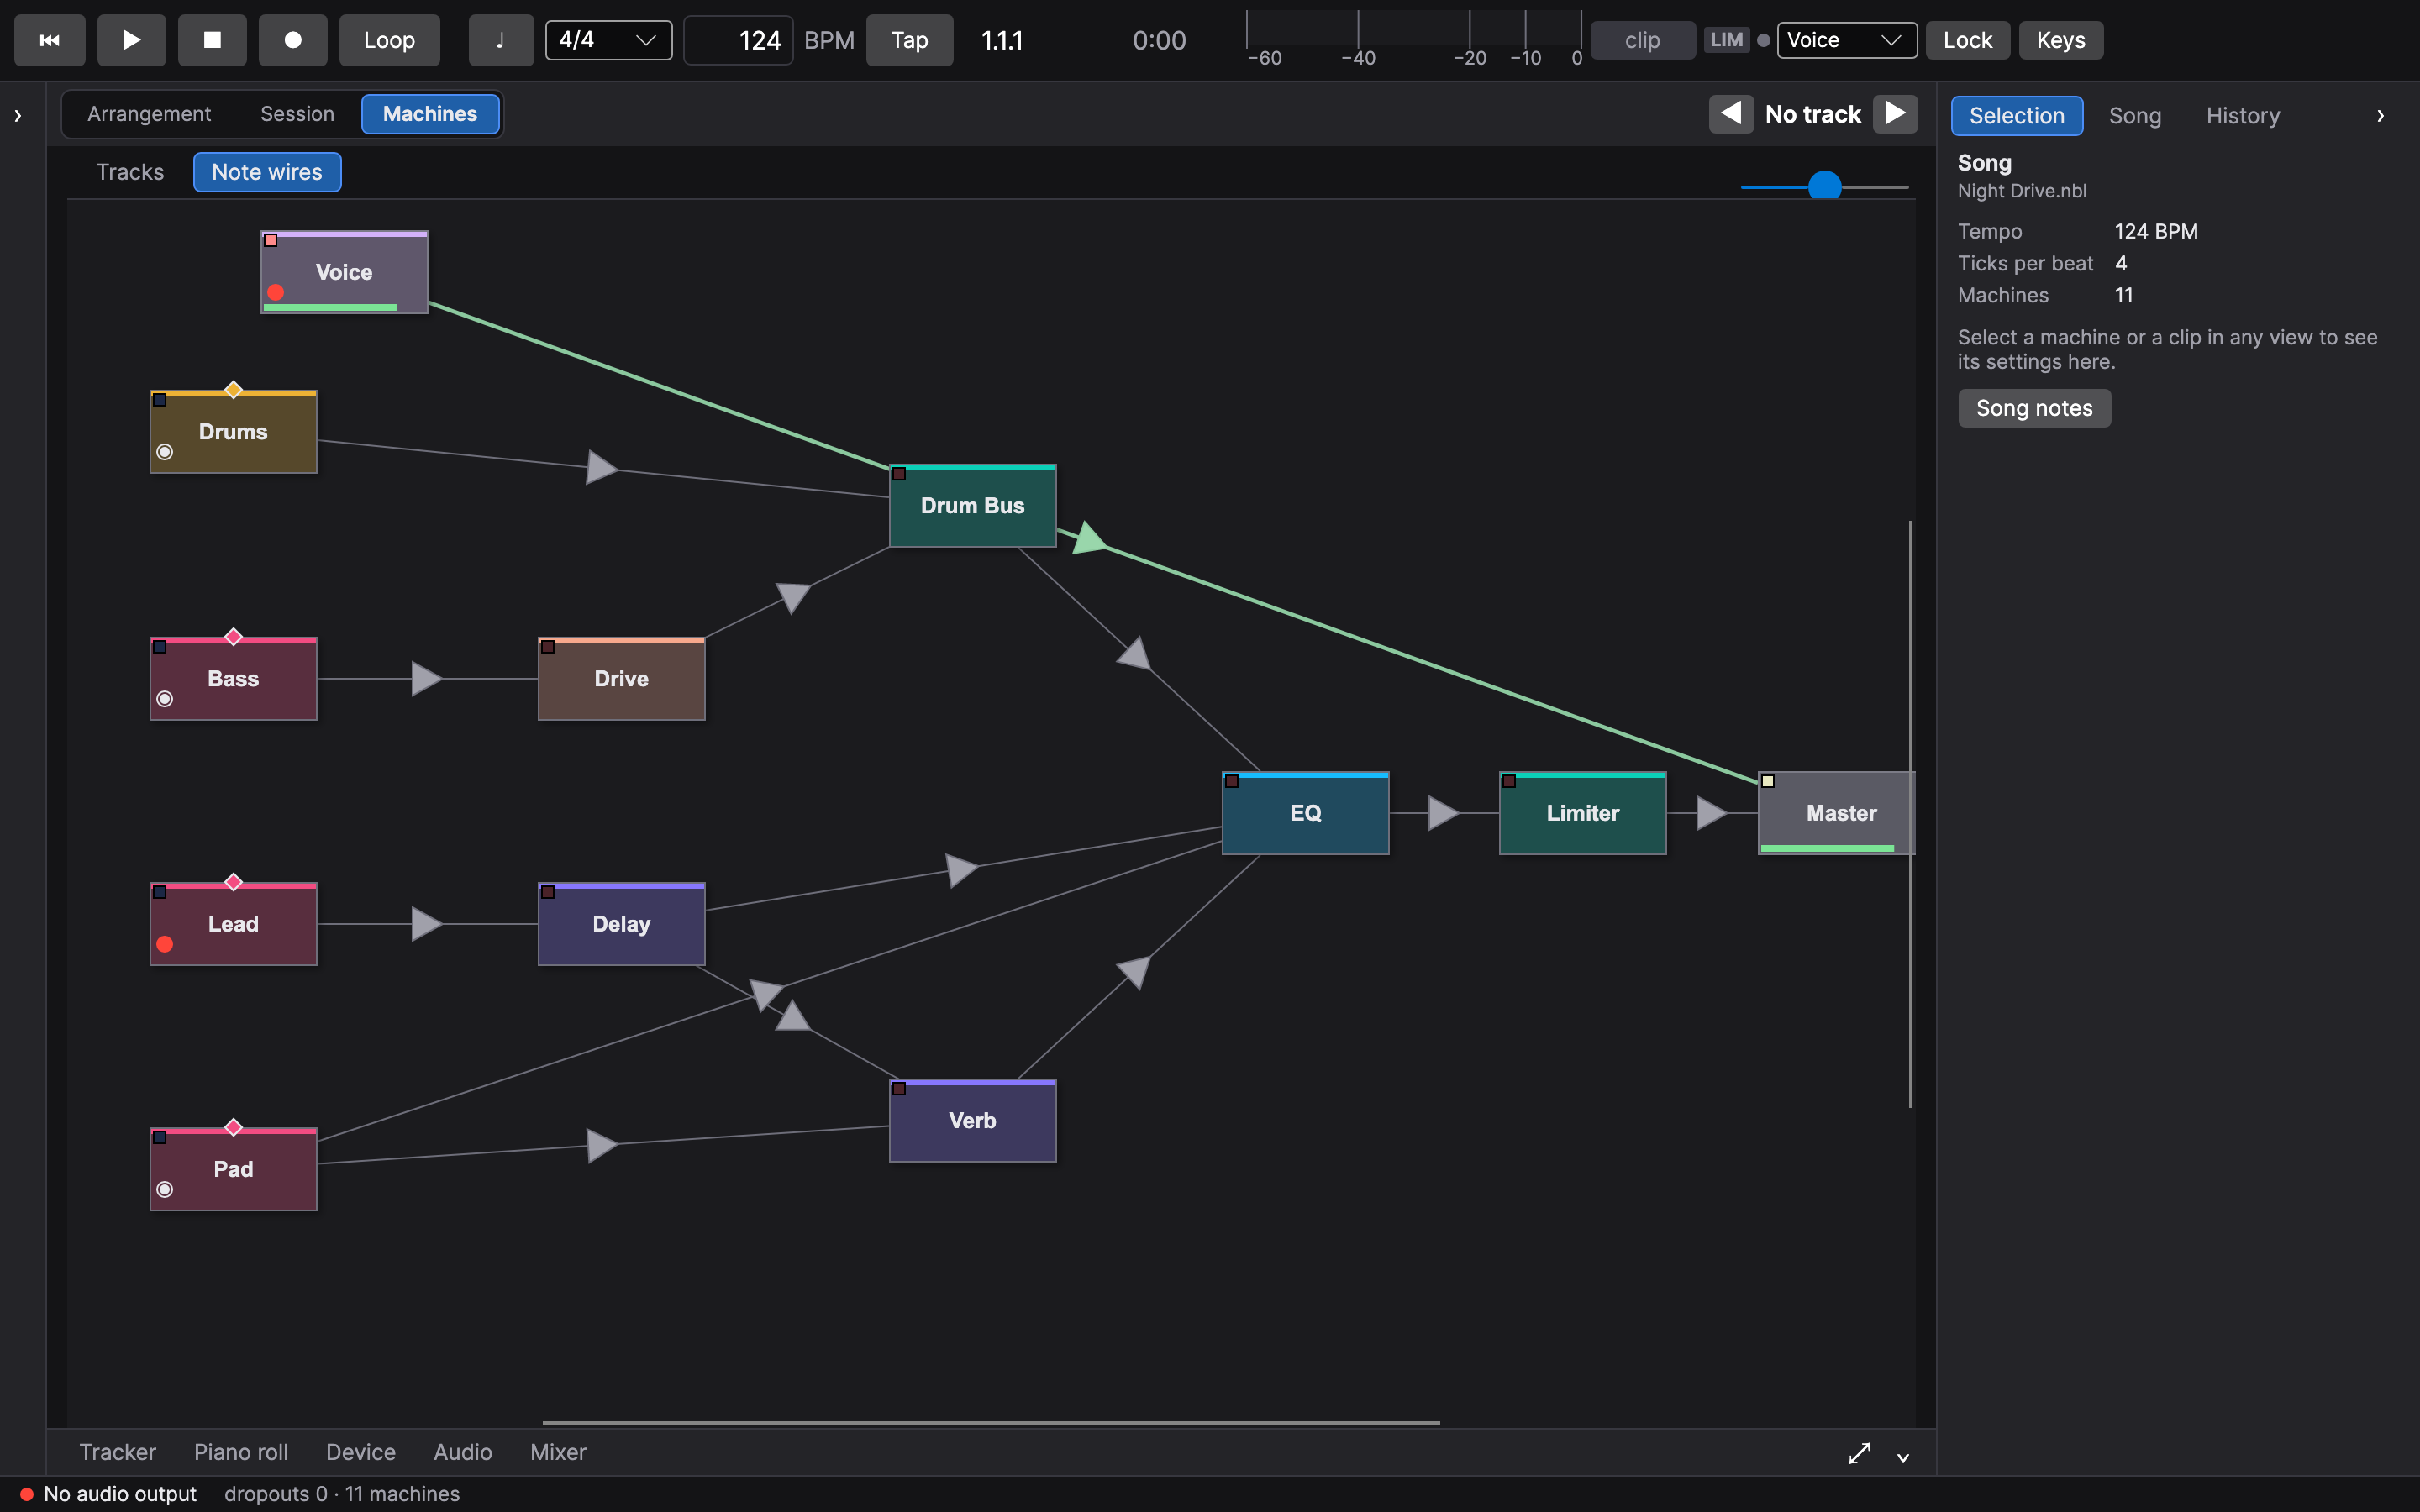 Loop
4/4
124 BPM
Tap
1.1.1
0:00
−60 −40 −20 −10 0
clip
LIM
Voice
Lock
Keys
Arrangement Session Machines
No track
Selection Song History
Tracks Note wires
Song
Night Drive.nbl
Tempo 124 BPM
Ticks per beat 4
Machines 11
Select a machine or a clip in any view to see
its settings here.
Song notes
Voice
Drums
Drum Bus
Bass
Drive
EQ
Limiter
Master
Lead
Delay
Verb
Pad
Tracker Piano roll Device Audio Mixer
No audio output dropouts 0 · 11 machines